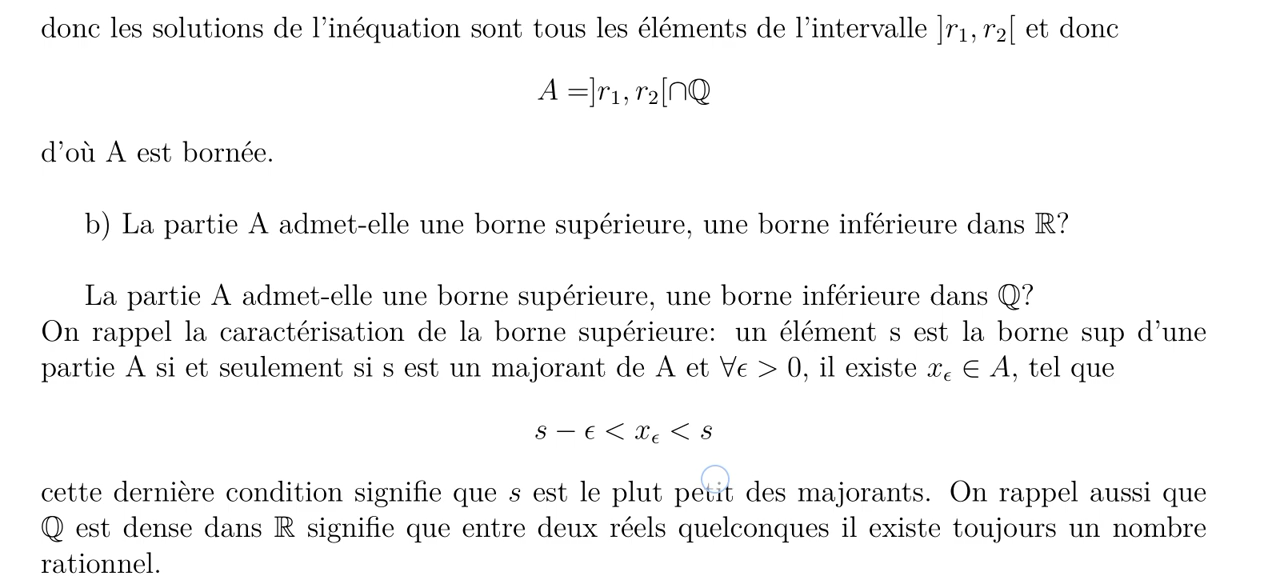 donc les solutions de l'inéquation sont tous les éléments de l'intervalle ]r₁, r₂[ et donc
A =]r₁, r₂[∩ℚ
d'où A est bornée.
b) La partie A admet-elle une borne supérieure, une borne inférieure dans ℝ?
La partie A admet-elle une borne supérieure, une borne inférieure dans ℚ?
On rappel la caractérisation de la borne supérieure: un élément s est la borne sup d'une
partie A si et seulement si s est un majorant de A et ∀ϵ > 0, il existe xϵ ∈ A, tel que
s − ϵ < xϵ < s
cette dernière condition signifie que s est le plut petit des majorants. On rappel aussi que
ℚ est dense dans ℝ signifie que entre deux réels quelconques il existe toujours un nombre
rationnel.